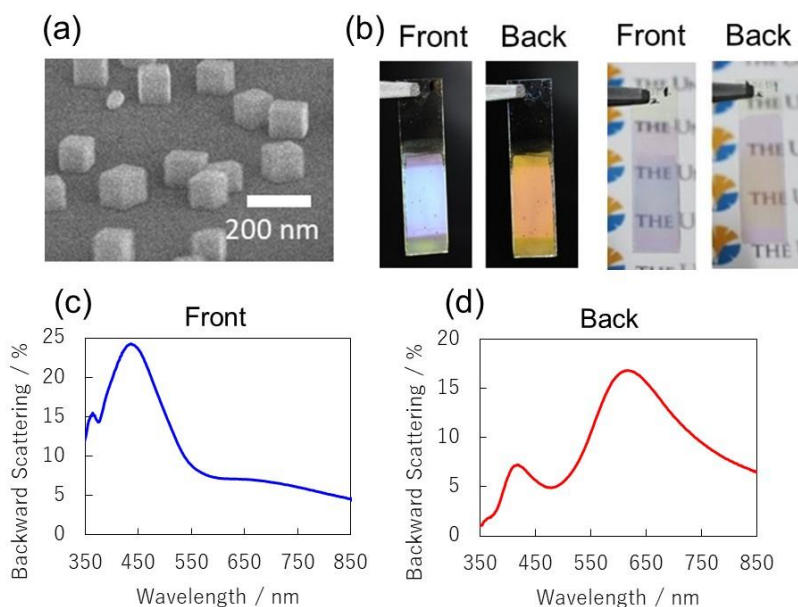 (a)
200 nm
(b)
Front Back Front Back
THE U
THE U
THE U
THE
THE U
THE U
(c)
Front
Backward Scattering / %
25
20
15
10
5
0
350 450 550 650 750 850
Wavelength / nm
(d)
Back
Backward Scattering / %
20
15
10
5
0
350 450 550 650 750 850
Wavelength / nm